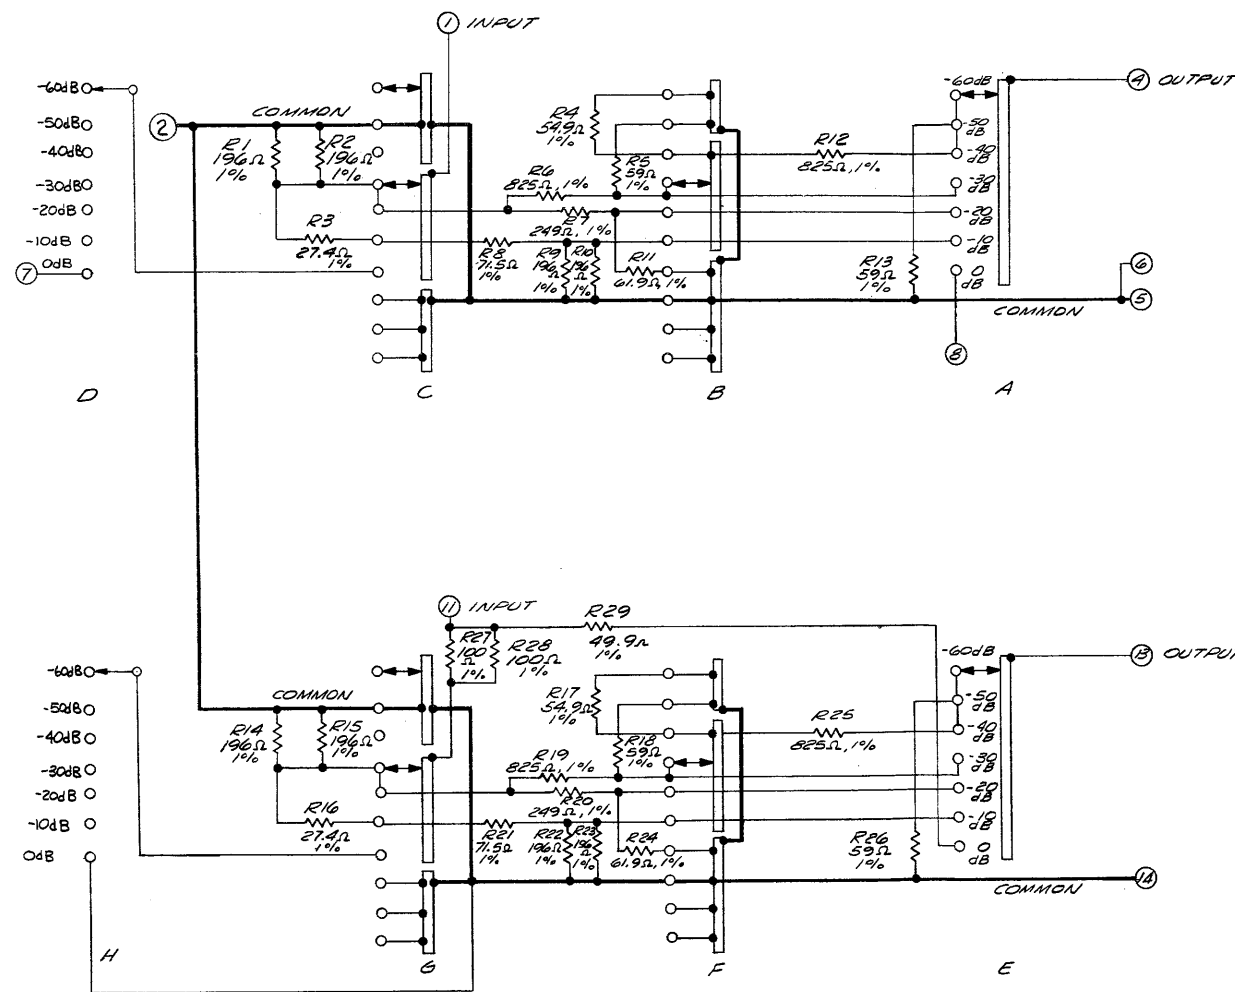 1 INPUT
-60dB
-50dB
-40dB
-30dB
-20dB
-10dB
0dB
7
2
COMMON
R1
196Ω
1%
R2
196Ω
1%
R3
27.4Ω
1%
R4
54.9Ω
1%
R5
59Ω
1%
R6
825Ω, 1%
R7
249Ω, 1%
R8
71.5Ω
1%
R9
196
Ω
1%
R10
196
Ω
1%
R11
61.9Ω, 1%
R12
825Ω, 1%
R13
59Ω
1%
-60dB
-50
dB
-40
dB
-30
dB
-20
dB
-10
dB
0
dB
4 OUTPUT
6
5
COMMON
8
D
C
B
A
11 INPUT
R29
49.9Ω
1%
R27
100
Ω
1%
R28
100Ω
1%
-60dB
-50dB
-40dB
-30dB
-20dB
-10dB
0dB
COMMON
R14
196Ω
1%
R15
196Ω
1%
R16
27.4Ω
1%
R17
54.9Ω
1%
R18
59Ω
1%
R19
825Ω, 1%
R20
249Ω, 1%
R21
71.5Ω
1%
R22
196Ω
Ω
1%
R23
196
Ω
1%
R24
61.9Ω, 1%
R25
825Ω, 1%
R26
59Ω
1%
-60dB
-50
dB
-40
dB
-30
dB
-20
dB
-10
dB
0
dB
13 OUTPUT
14
COMMON
H
G
F
E